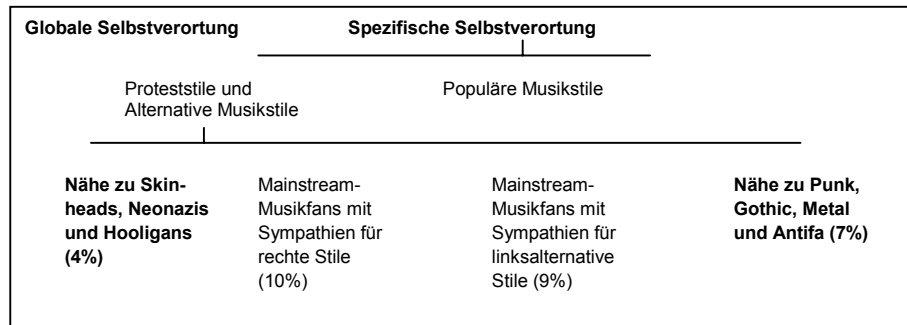 Globale Selbstverortung
Spezifische Selbstverortung
Proteststile und
Alternative Musikstile
Populäre Musikstile
Nähe zu Skin-
heads, Neonazis
und Hooligans
(4%)
Mainstream-
Musikfans mit
Sympathien für
rechte Stile
(10%)
Mainstream-
Musikfans mit
Sympathien für
linksalternative
Stile (9%)
Nähe zu Punk,
Gothic, Metal
und Antifa (7%)